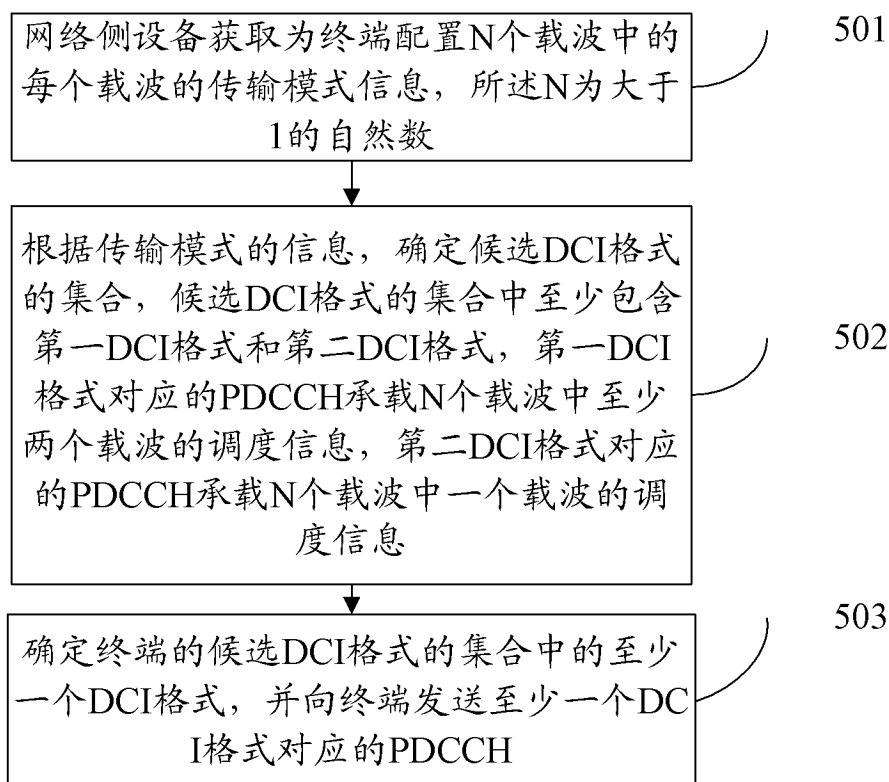 网络侧设备获取为终端配置N个载波中的
每个载波的传输模式信息，所述N为大于
1的自然数
501
根据传输模式的信息，确定候选DCI格式
的集合，候选DCI格式的集合中至少包含
第一DCI格式和第二DCI格式，第一DCI
格式对应的PDCCH承载N个载波中至少
两个载波的调度信息，第二DCI格式对应
的PDCCH承载N个载波中一个载波的调
度信息
502
确定终端的候选DCI格式的集合中的至少
一个DCI格式，并向终端发送至少一个DC
I格式对应的PDCCH
503